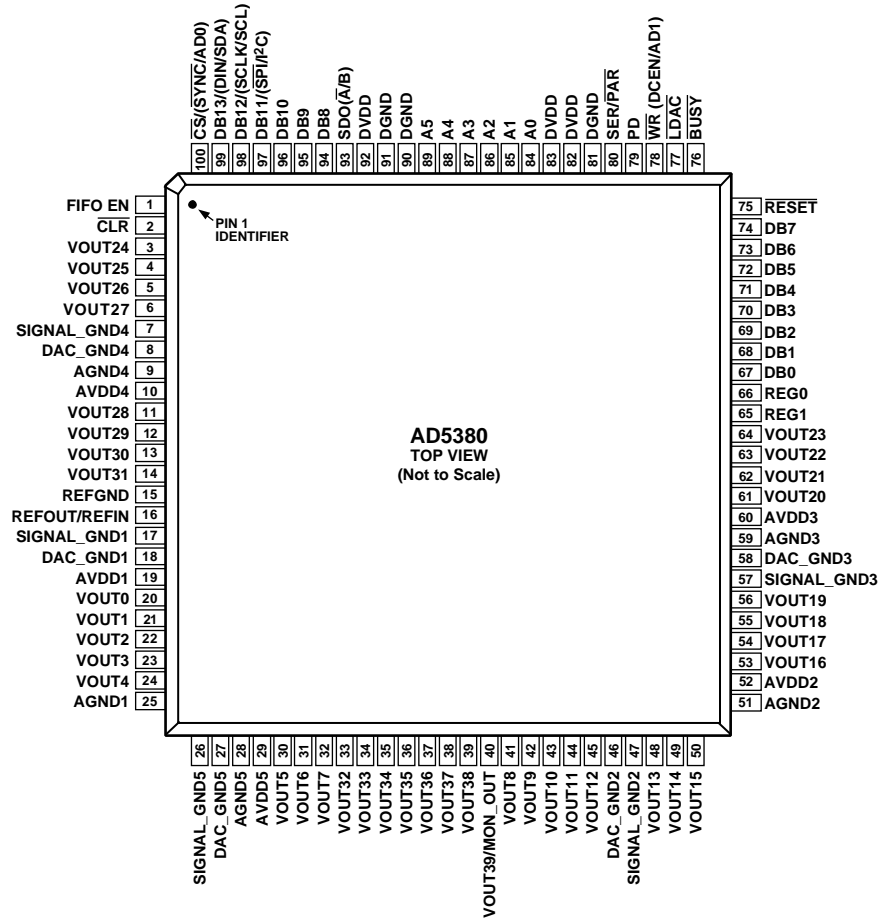 CS/(SYNC/AD0)
DB13/(DIN/SDA)
DB12/(SCLK/SCL)
DB11/(SPI/I²C)
DB10
DB9
DB8
SDO(A/B)
DVDD
DGND
DGND
A5
A4
A3
A2
A1
A0
DVDD
DVDD
DGND
SER/PAR
PD
WR (DCEN/AD1)
LDAC
BUSY
100
99
98
97
96
95
94
93
92
91
90
89
88
87
86
85
84
83
82
81
80
79
78
77
76
FIFO EN 1
CLR 2
VOUT24 3
VOUT25 4
VOUT26 5
VOUT27 6
SIGNAL_GND4 7
DAC_GND4 8
AGND4 9
AVDD4 10
VOUT28 11
VOUT29 12
VOUT30 13
VOUT31 14
REFGND 15
REFOUT/REFIN 16
SIGNAL_GND1 17
DAC_GND1 18
AVDD1 19
VOUT0 20
VOUT1 21
VOUT2 22
VOUT3 23
VOUT4 24
AGND1 25
PIN 1
IDENTIFIER
AD5380
TOP VIEW
(Not to Scale)
75 RESET
74 DB7
73 DB6
72 DB5
71 DB4
70 DB3
69 DB2
68 DB1
67 DB0
66 REG0
65 REG1
64 VOUT23
63 VOUT22
62 VOUT21
61 VOUT20
60 AVDD3
59 AGND3
58 DAC_GND3
57 SIGNAL_GND3
56 VOUT19
55 VOUT18
54 VOUT17
53 VOUT16
52 AVDD2
51 AGND2
26
27
28
29
30
31
32
33
34
35
36
37
38
39
40
41
42
43
44
45
46
47
48
49
50
SIGNAL_GND5
DAC_GND5
AGND5
AVDD5
VOUT5
VOUT6
VOUT7
VOUT32
VOUT33
VOUT34
VOUT35
VOUT36
VOUT37
VOUT38
VOUT39/MON_OUT
VOUT8
VOUT9
VOUT10
VOUT11
VOUT12
DAC_GND2
SIGNAL_GND2
VOUT13
VOUT14
VOUT15